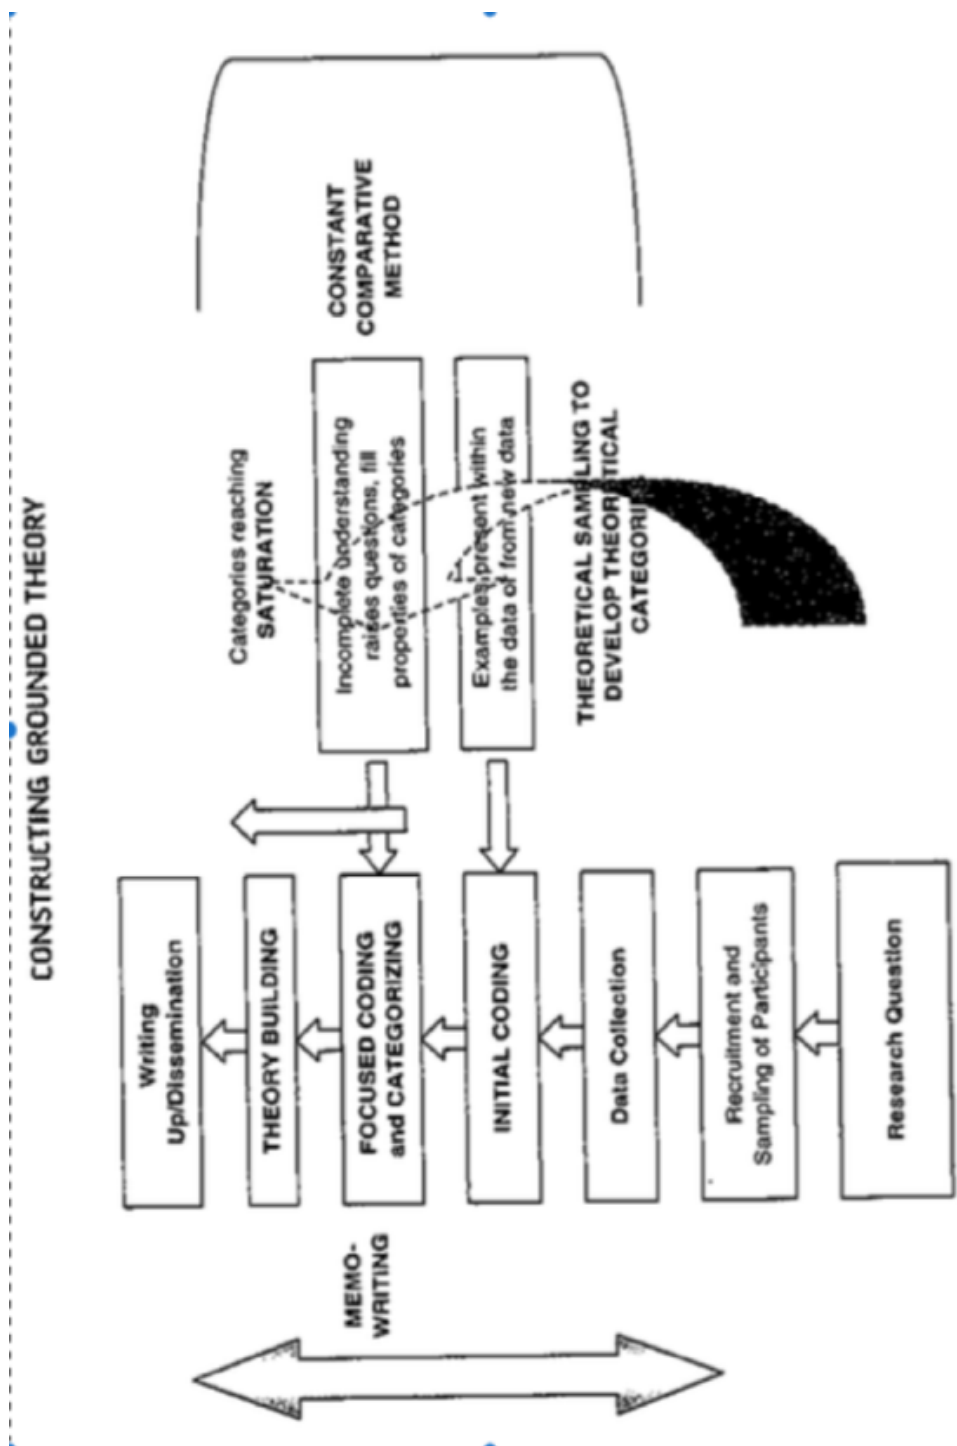 CONSTRUCTING GROUNDED THEORY
Writing
Up/Dissemination
THEORY BUILDING
FOCUSED CODING
and CATEGORIZING
INITIAL CODING
Data Collection
Recruitment and
Sampling of Participants
Research Question
MEMO-
WRITING
Categories reaching
SATURATION
Incomplete understanding
raises questions, fill
properties of categories
Examples present within
the data of from new data
THEORETICAL SAMPLING TO
DEVELOP THEORETICAL
CATEGORIES
CONSTANT
COMPARATIVE
METHOD